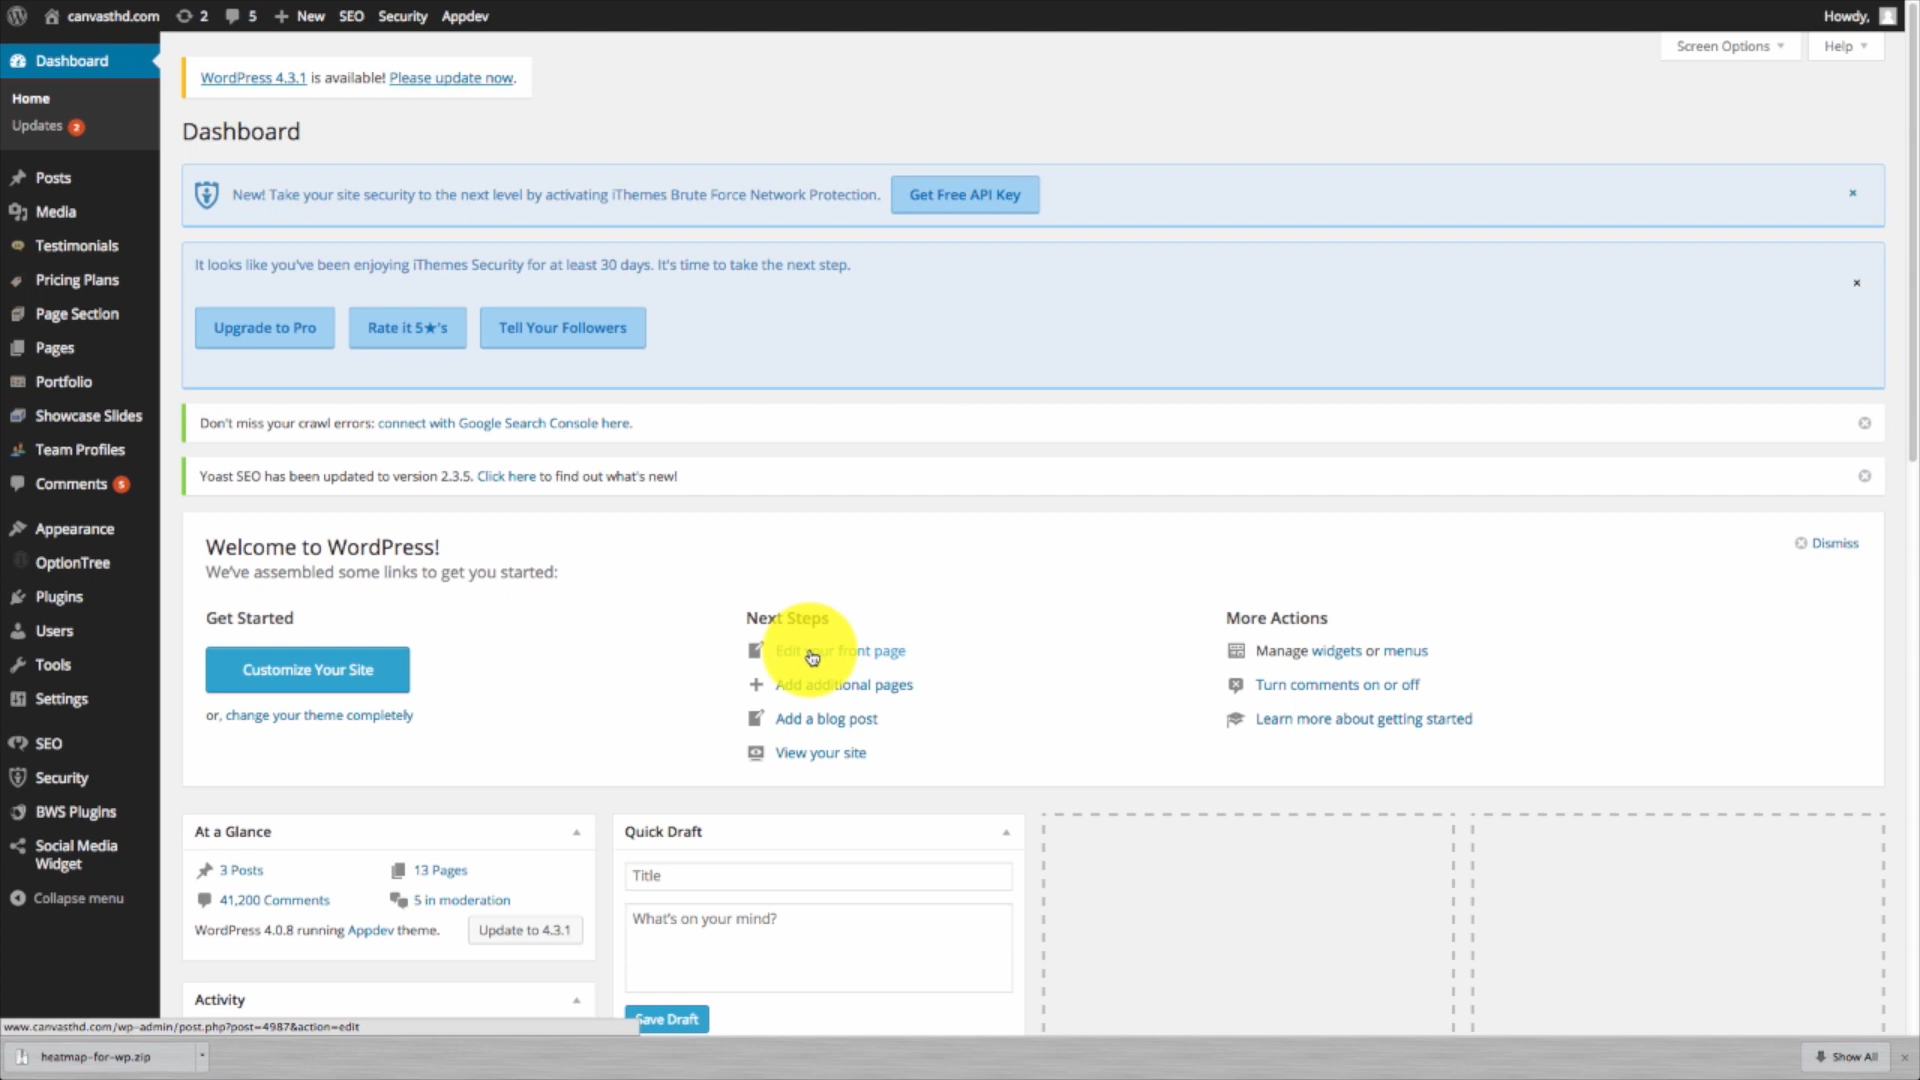 canvasthd.com 2 5 New SEO Security Appdev Howdy,
Screen Options Help
Dashboard
Home
Updates 2
Posts
Media
Testimonials
Pricing Plans
Page Section
Pages
Portfolio
Showcase Slides
Team Profiles
Comments 5
Appearance
OptionTree
Plugins
Users
Tools
Settings
SEO
Security
BWS Plugins
Social Media
Widget
Collapse menu
WordPress 4.3.1 is available! Please update now.
Dashboard
New! Take your site security to the next level by activating iThemes Brute Force Network Protection. Get Free API Key
It looks like you've been enjoying iThemes Security for at least 30 days. It's time to take the next step.
Upgrade to Pro Rate it 5★'s Tell Your Followers
Don't miss your crawl errors: connect with Google Search Console here.
Yoast SEO has been updated to version 2.3.5. Click here to find out what's new!
Welcome to WordPress!
We've assembled some links to get you started:
Dismiss
Get Started
Customize Your Site
or, change your theme completely
Next Steps
Edit your front page
Add additional pages
Add a blog post
View your site
More Actions
Manage widgets or menus
Turn comments on or off
Learn more about getting started
At a Glance
3 Posts 13 Pages
41,200 Comments 5 in moderation
WordPress 4.0.8 running Appdev theme. Update to 4.3.1
Activity
Quick Draft
Title
What's on your mind?
Save Draft
www.canvasthd.com/wp-admin/post.php?post=4987&action=edit
heatmap-for-wp.zip Show All